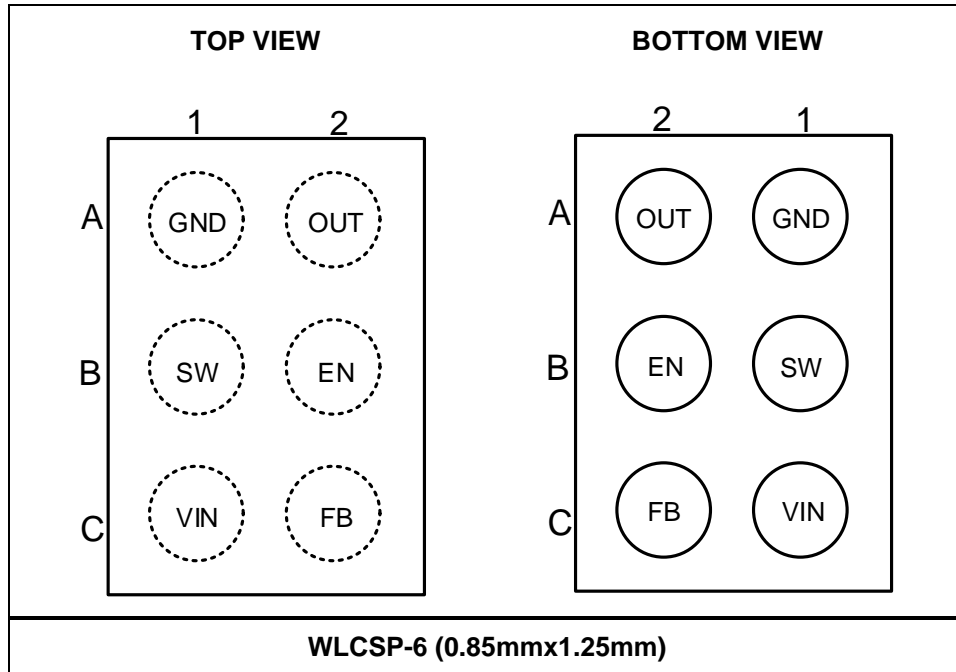 TOP VIEW BOTTOM VIEW
1 2 2 1
A GND OUT A OUT GND
B SW EN B EN SW
C VIN FB C FB VIN
WLCSP-6 (0.85mmx1.25mm)